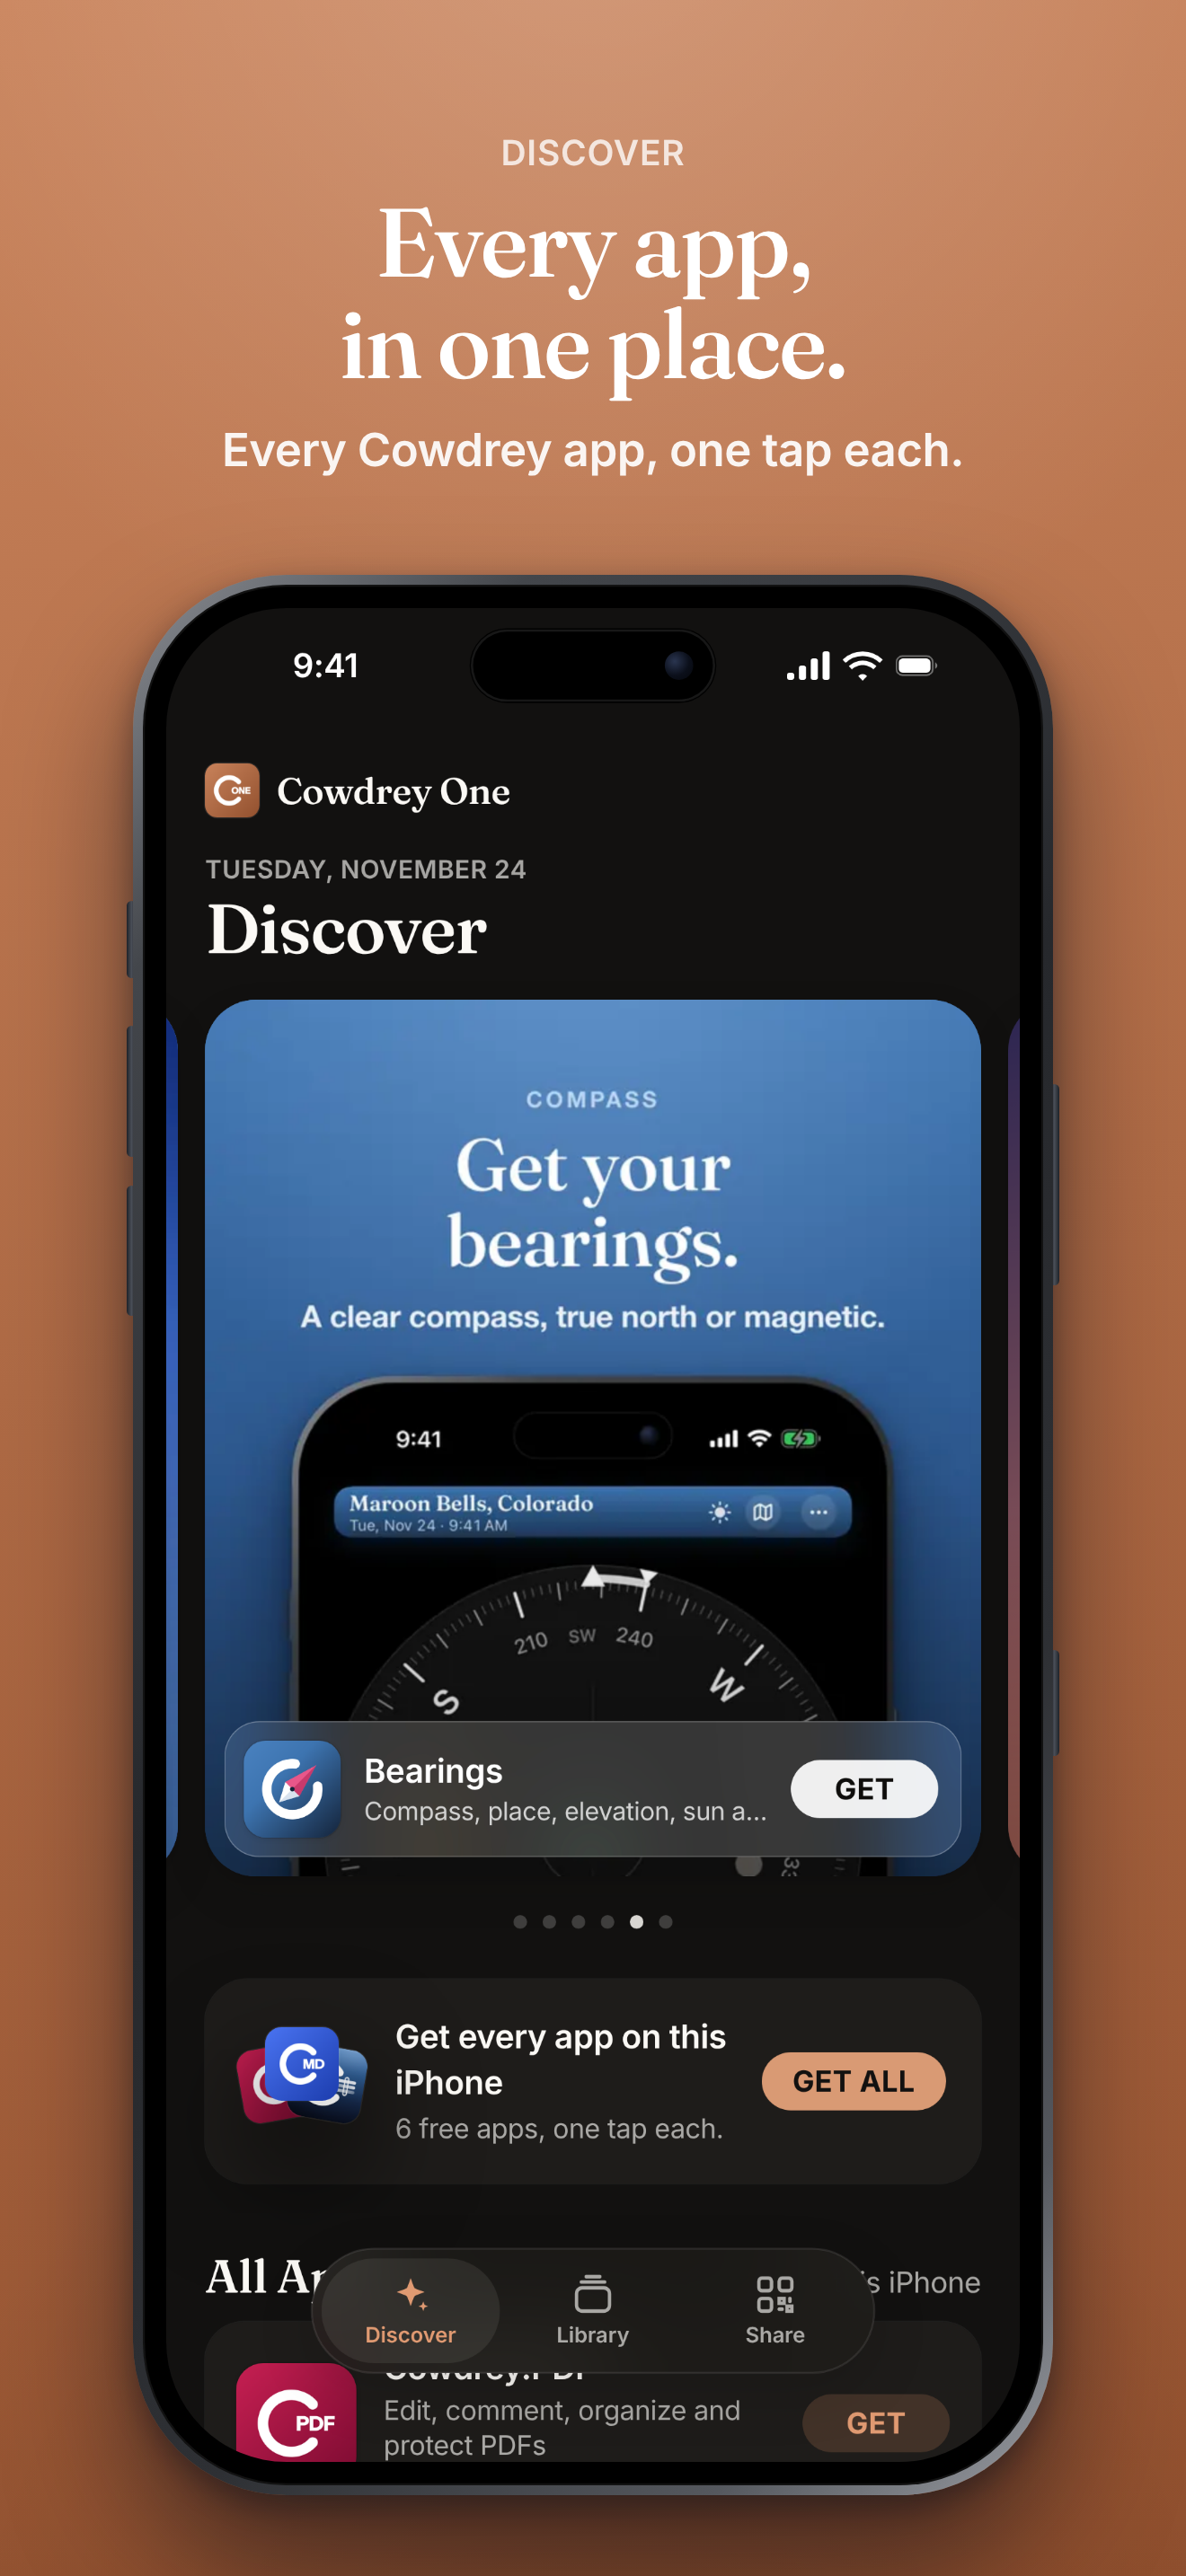 DISCOVER
Every app,
in one place.
Every Cowdrey app, one tap each.
9:41
ONE
Cowdrey One
TUESDAY, NOVEMBER 24
Discover
COMPASS
Get your
bearings.
A clear compass, true north or magnetic.
9:41
Maroon Bells, Colorado
Tue, Nov 24 · 9:41 AM
210 SW 240
S W
Bearings
Compass, place, elevation, sun a...
GET
33
Get every app on this
iPhone
6 free apps, one tap each.
GET ALL
MD
All
iPhone
Discover
Library
Share
PDF
Edit, comment, organize and
protect PDFs
GET